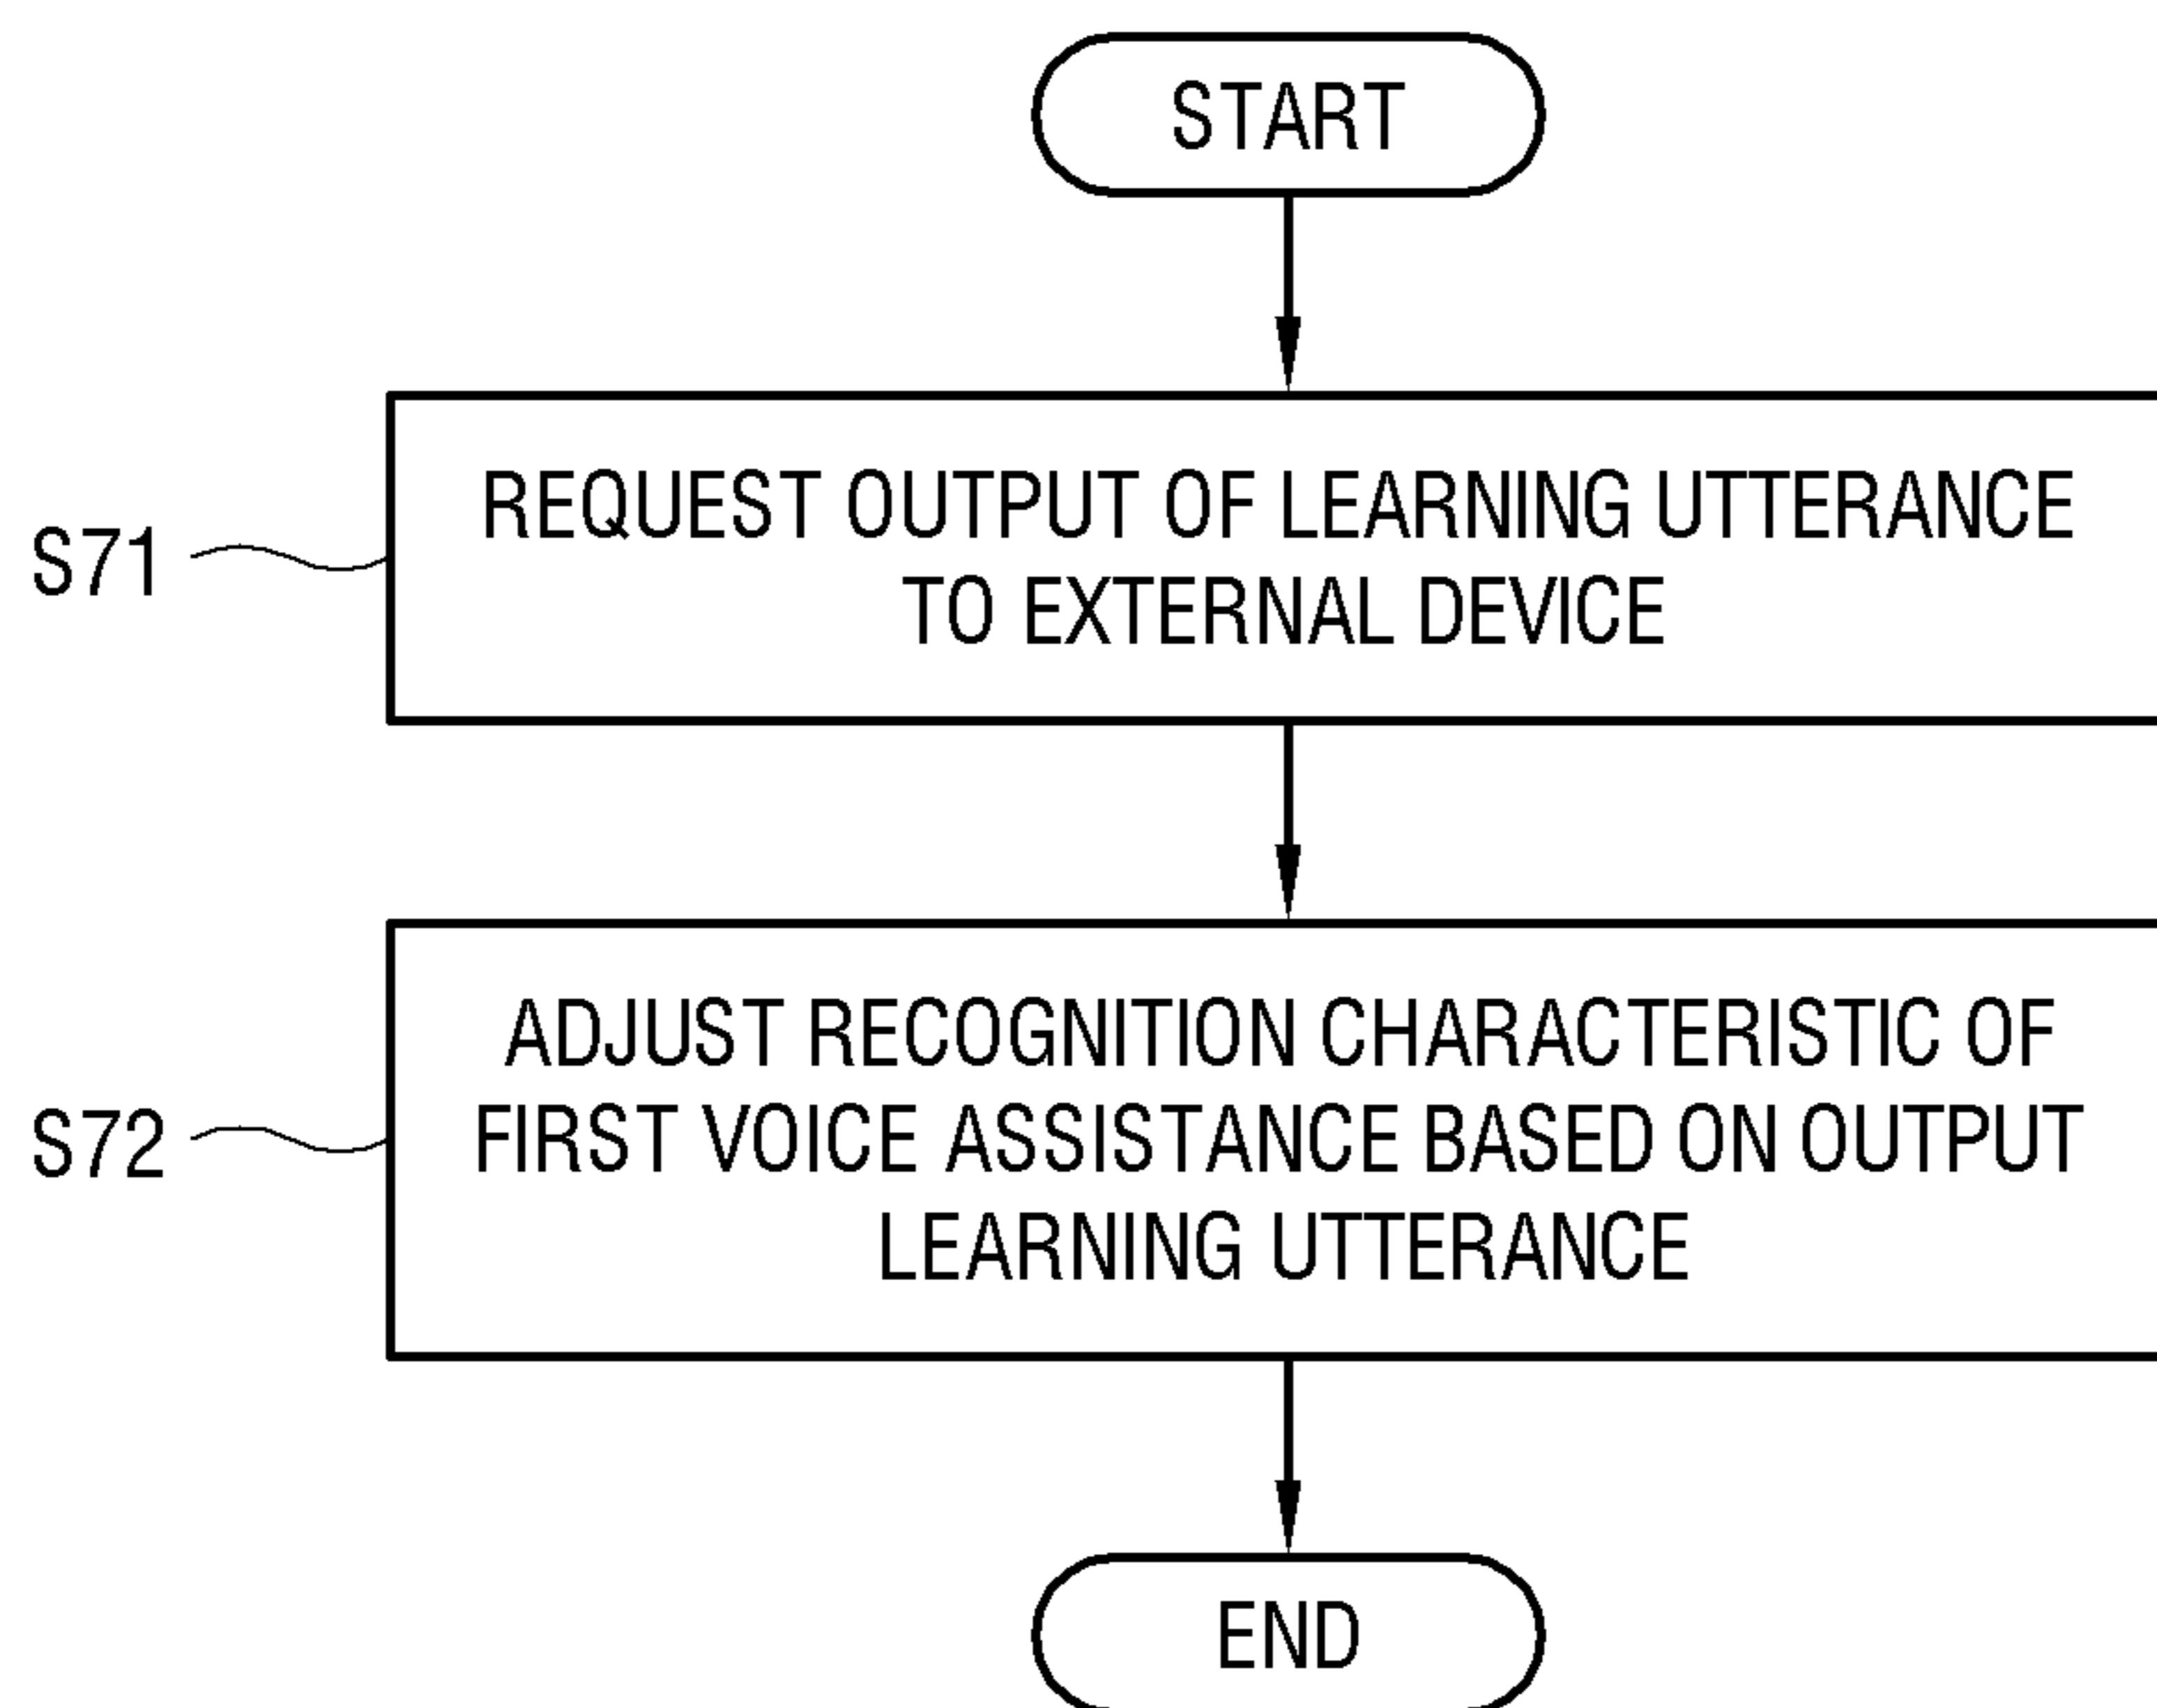 START
S71
REQUEST OUTPUT OF LEARNING UTTERANCE
TO EXTERNAL DEVICE
S72
ADJUST RECOGNITION CHARACTERISTIC OF
FIRST VOICE ASSISTANCE BASED ON OUTPUT
LEARNING UTTERANCE
END